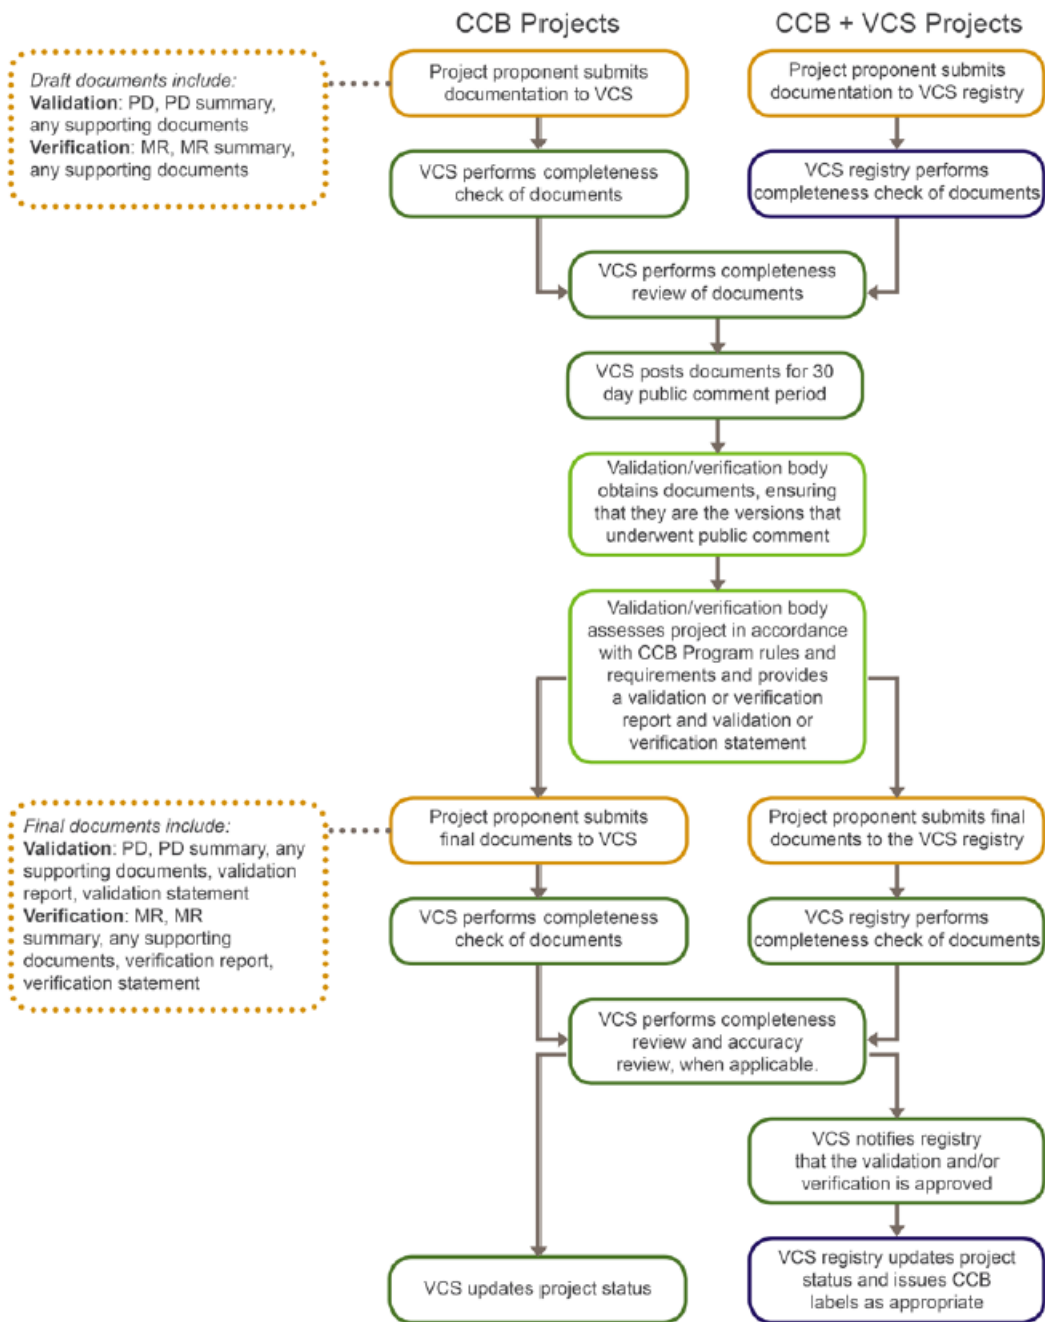 CCB Projects
CCB + VCS Projects
Draft documents include:
Validation: PD, PD summary,
any supporting documents
Verification: MR, MR summary,
any supporting documents
Project proponent submits
documentation to VCS
Project proponent submits
documentation to VCS registry
VCS performs completeness
check of documents
VCS registry performs
completeness check of documents
VCS performs completeness
review of documents
VCS posts documents for 30
day public comment period
Validation/verification body
obtains documents, ensuring
that they are the versions that
underwent public comment
Validation/verification body
assesses project in accordance
with CCB Program rules and
requirements and provides
a validation or verification
report and validation or
verification statement
Final documents include:
Validation: PD, PD summary, any
supporting documents, validation
report, validation statement
Verification: MR, MR
summary, any supporting
documents, verification report,
verification statement
Project proponent submits
final documents to VCS
Project proponent submits final
documents to the VCS registry
VCS performs completeness
check of documents
VCS registry performs
completeness check of documents
VCS performs completeness
review and accuracy
review, when applicable.
VCS notifies registry
that the validation and/or
verification is approved
VCS updates project status
VCS registry updates project
status and issues CCB
labels as appropriate